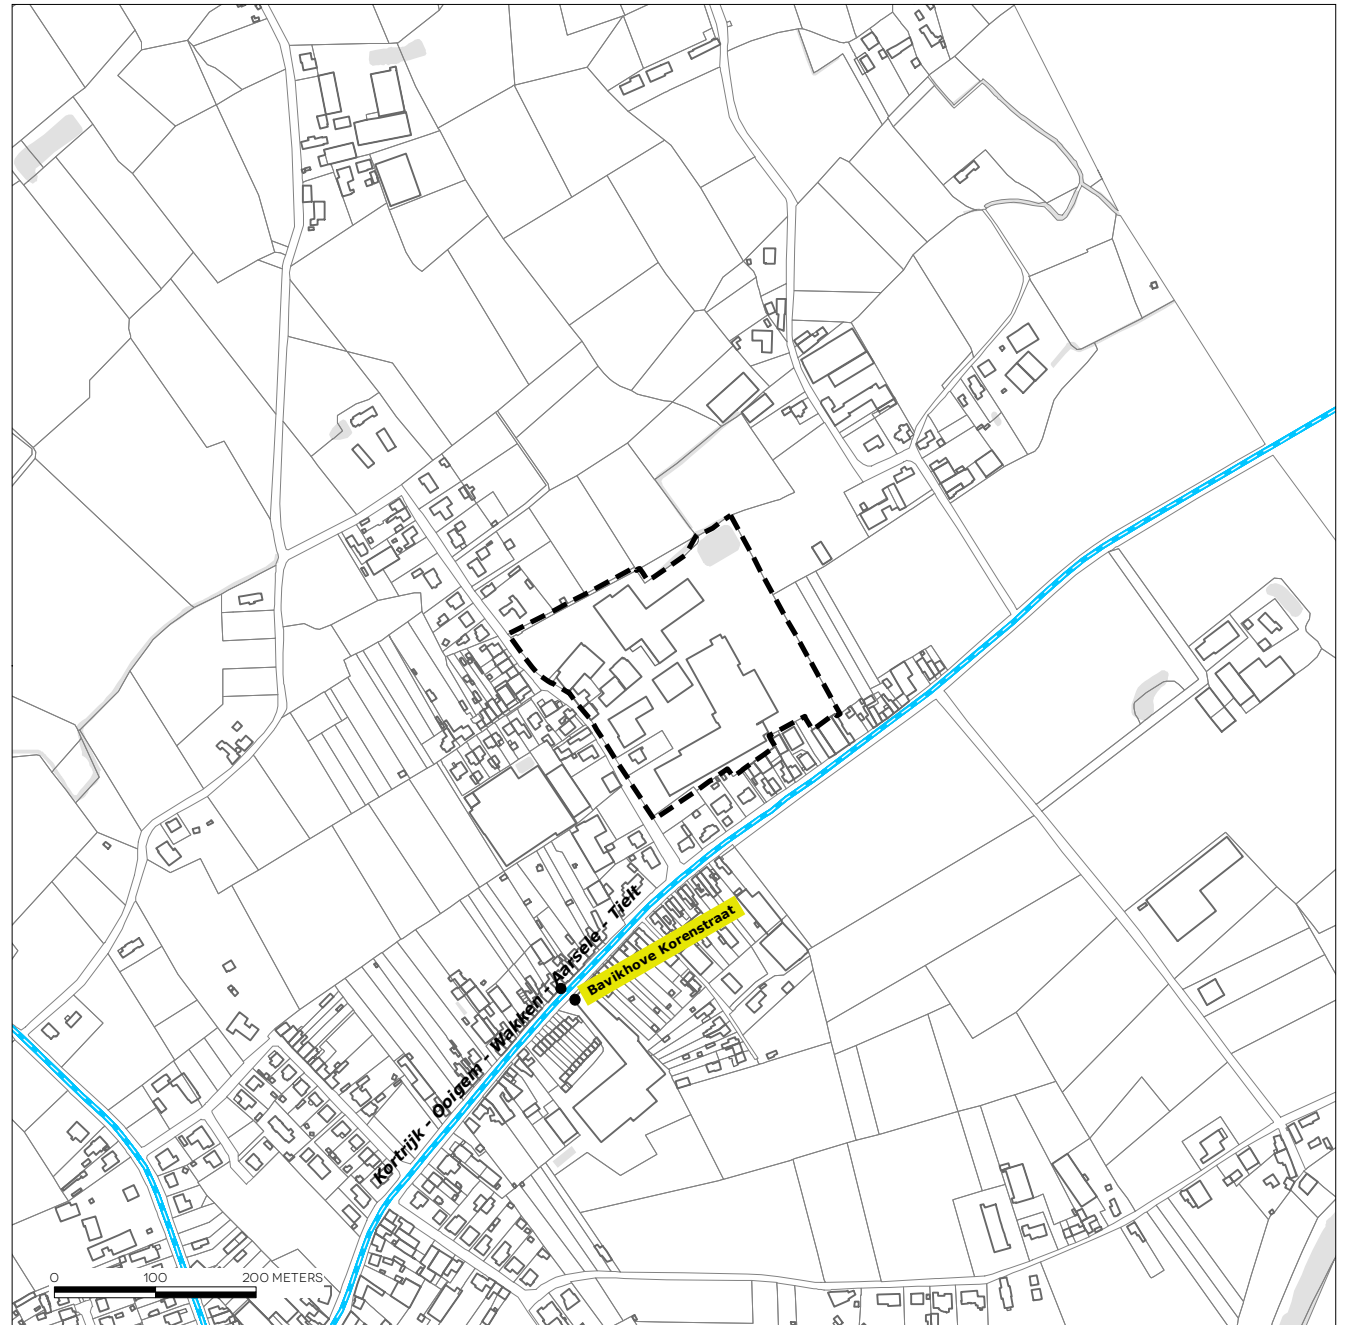 Kortrijk - Ooigem - Wakken - Aarsele - Tielt
Bavikhove Korenstraat
0 100 200 METERS